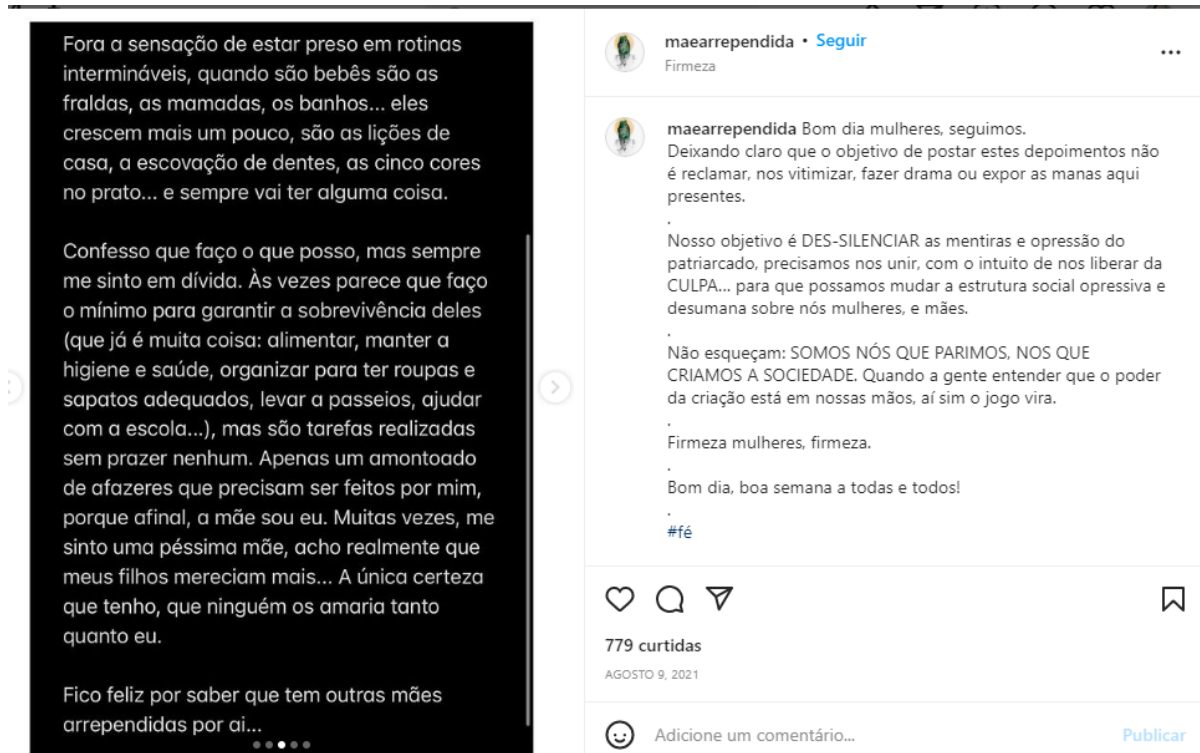 Fora a sensação de estar preso em rotinas
intermináveis, quando são bebês são as
fraldas, as mamadas, os banhos... eles
crescem mais um pouco, são as lições de
casa, a escovação de dentes, as cinco cores
no prato... e sempre vai ter alguma coisa.
Confesso que faço o que posso, mas sempre
me sinto em dívida. Às vezes parece que faço
o mínimo para garantir a sobrevivência deles
(que já é muita coisa: alimentar, manter a
higiene e saúde, organizar para ter roupas e
sapatos adequados, levar a passeios, ajudar
com a escola...), mas são tarefas realizadas
sem prazer nenhum. Apenas um amontoado
de afazeres que precisam ser feitos por mim,
porque afinal, a mãe sou eu. Muitas vezes, me
sinto uma péssima mãe, acho realmente que
meus filhos mereciam mais... A única certeza
que tenho, que ninguém os amaria tanto
quanto eu.
Fico feliz por saber que tem outras mães
arrependidas por ai...
maearrependida • Seguir
Firmeza
maearrependida Bom dia mulheres, seguimos.
Deixando claro que o objetivo de postar estes depoimentos não
é reclamar, nos vitimizar, fazer drama ou expor as manas aqui
presentes.
.
Nosso objetivo é DES-SILENCIAR as mentiras e opressão do
patriarcado, precisamos nos unir, com o intuito de nos liberar da
CULPA... para que possamos mudar a estrutura social opressiva e
desumana sobre nós mulheres, e mães.
.
Não esqueçam: SOMOS NÓS QUE PARIMOS, NOS QUE
CRIAMOS A SOCIEDADE. Quando a gente entender que o poder
da criação está em nossas mãos, aí sim o jogo vira.
.
Firmeza mulheres, firmeza.
.
Bom dia, boa semana a todas e todos!
.
#fé
779 curtidas
AGOSTO 9, 2021
Adicione um comentário...
Publicar